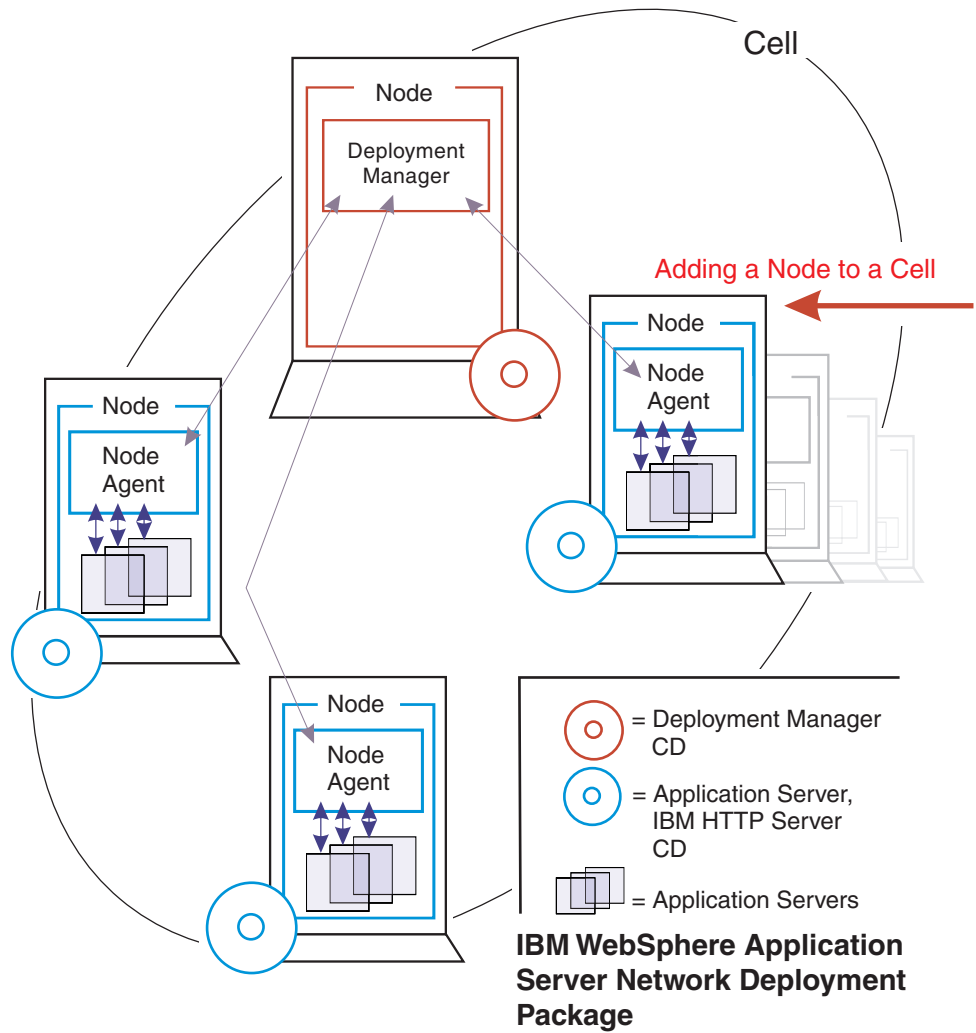 Cell
Node
Deployment
Manager
Adding a Node to a Cell
Node
Node
Agent
Node
Node
Agent
Node
Node
Agent
= Deployment Manager
CD
= Application Server,
IBM HTTP Server
CD
= Application Servers
IBM WebSphere Application
Server Network Deployment
Package